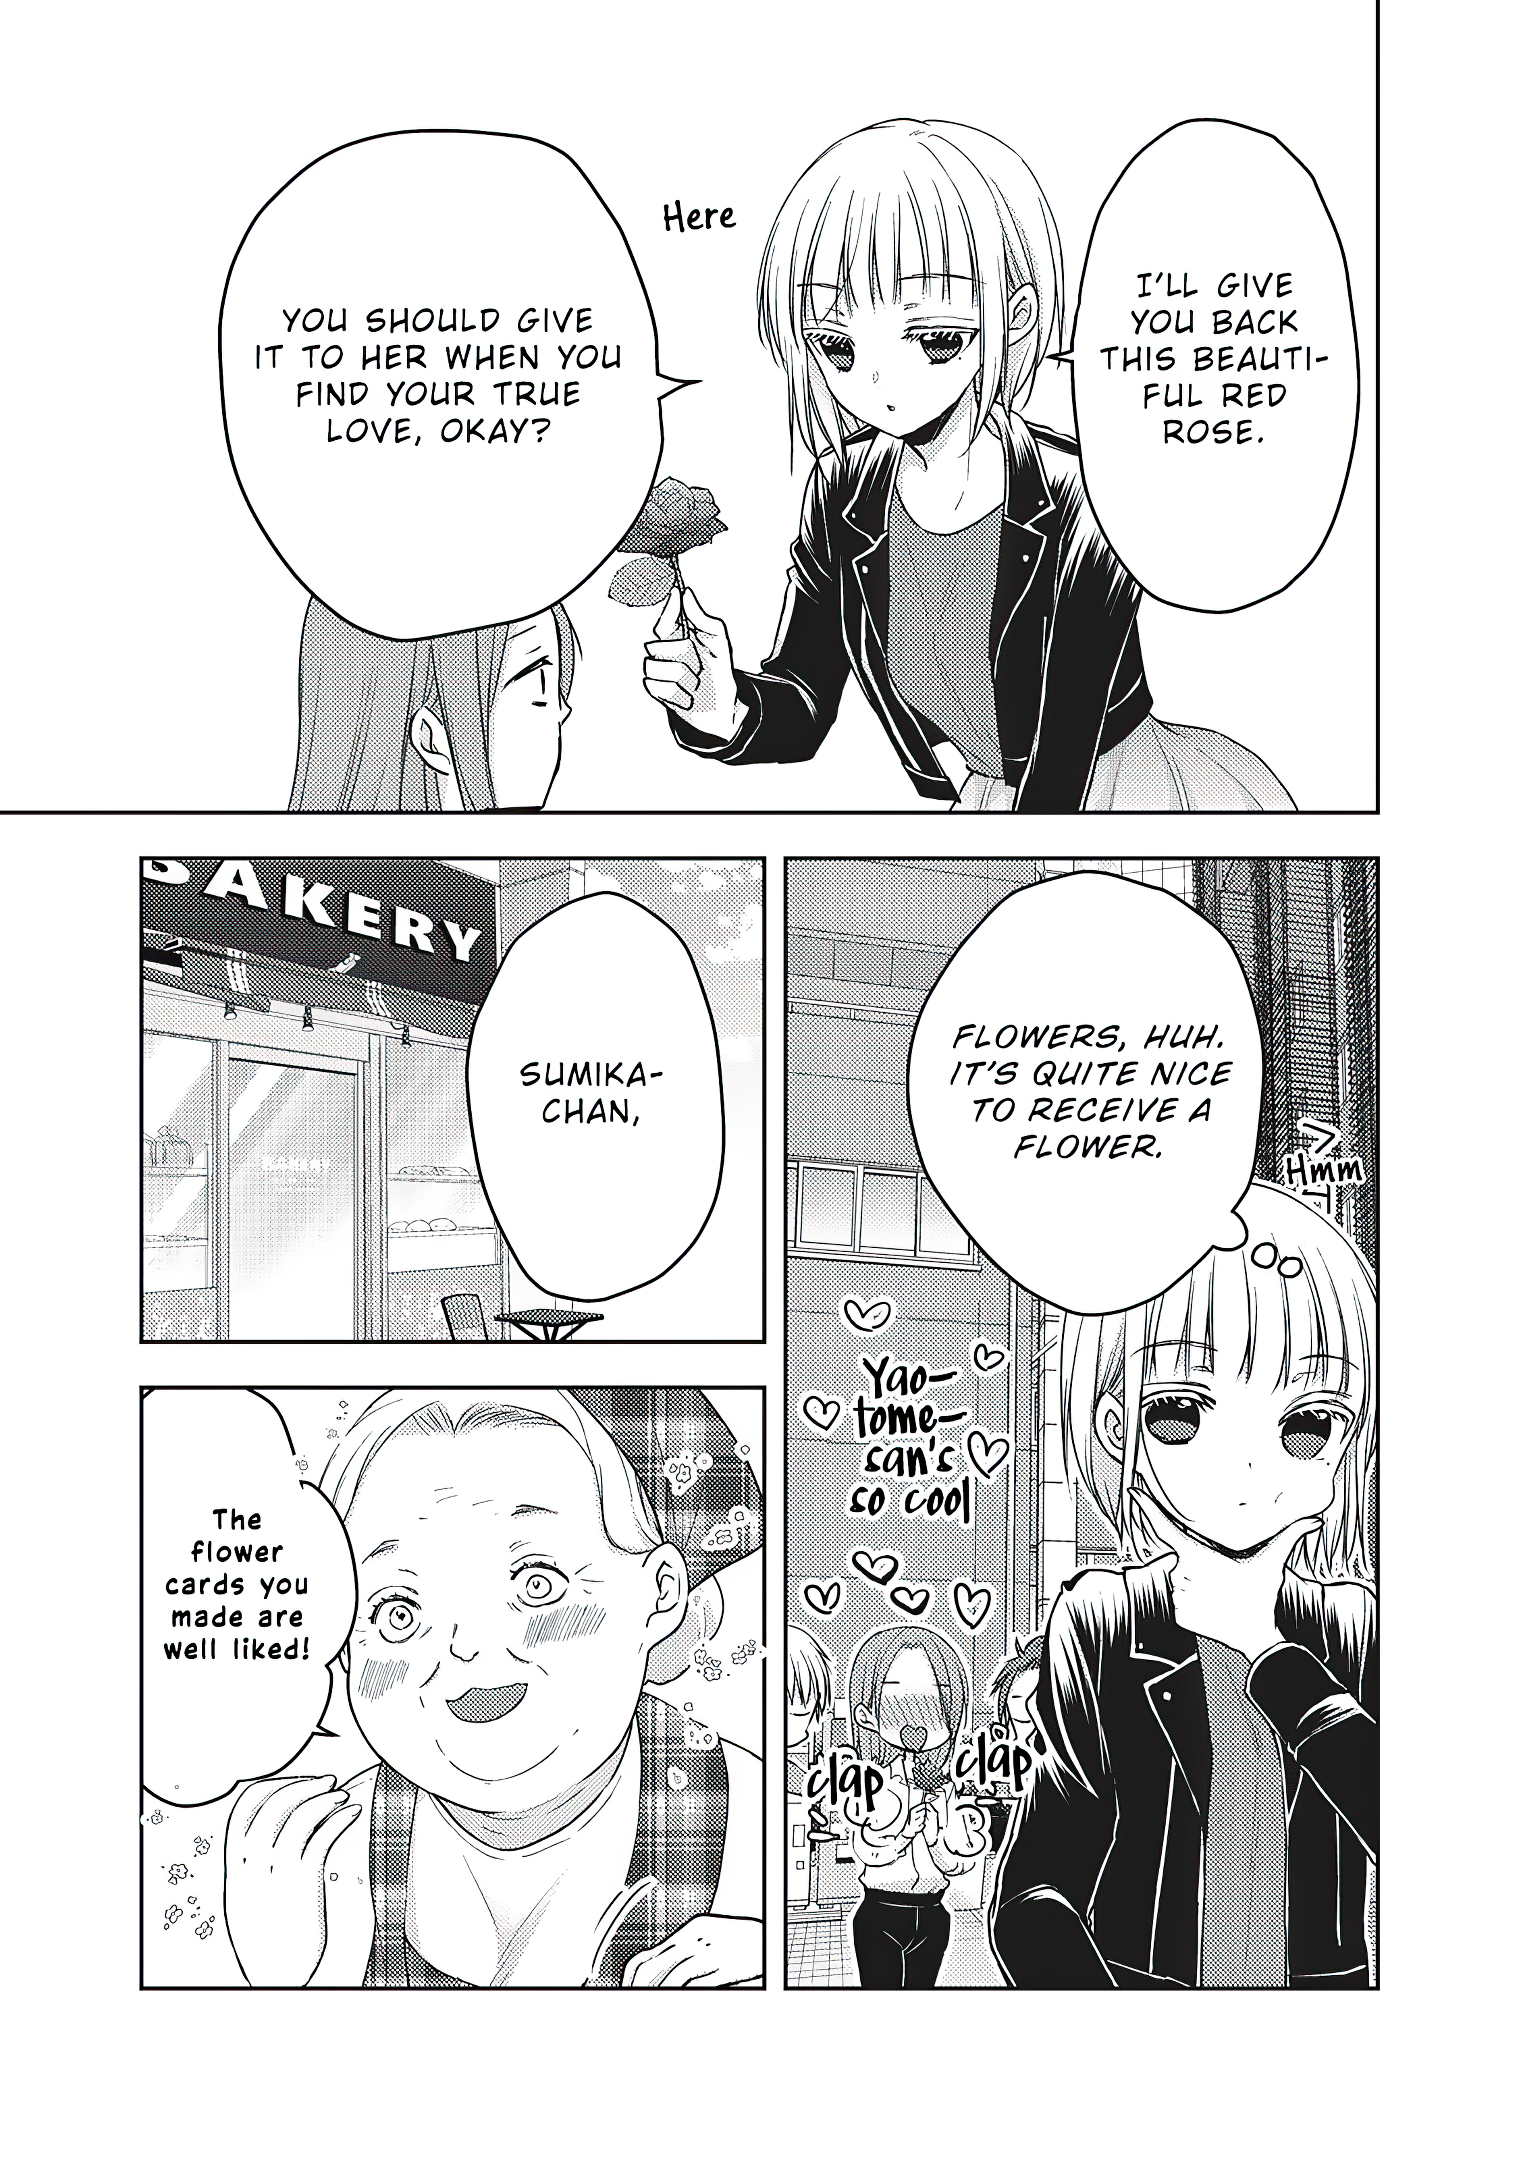 I'LL GIVE
YOU BACK
THIS BEAUTI-
FUL RED
ROSE.
Here
YOU SHOULD GIVE
IT TO HER WHEN YOU
FIND YOUR TRUE
LOVE, OKAY?
FLOWERS, HUH.
IT'S QUITE NICE
TO RECEIVE A
FLOWER.
Hmm
Yao-
tome-
san's
so cool
clap
clap
BAKERY
BAKERY
SUMIKA-
CHAN,
The
flower
cards you
made are
well liked!